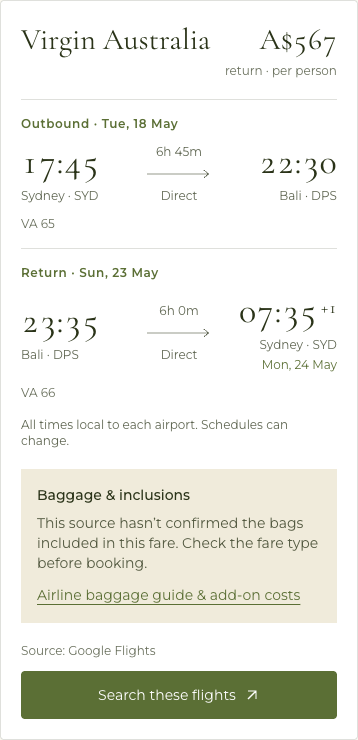 Virgin Australia A$567
return · per person
Outbound · Tue, 18 May
17:45 6h 45m 22:30
Sydney · SYD Direct Bali · DPS
VA 65
Return · Sun, 23 May
23:35 6h 0m 07:35 +1
Bali · DPS Direct Sydney · SYD
Mon, 24 May
VA 66
All times local to each airport. Schedules can
change.
Baggage & inclusions
This source hasn’t confirmed the bags
included in this fare. Check the fare type
before booking.
Airline baggage guide & add-on costs
Source: Google Flights
Search these flights ↗